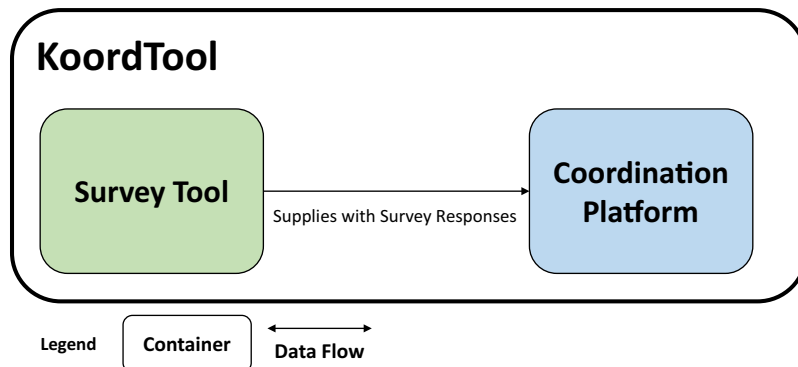 KoordTool
Survey Tool
Supplies with Survey Responses
Coordination
Platform
Legend
Container
Data Flow